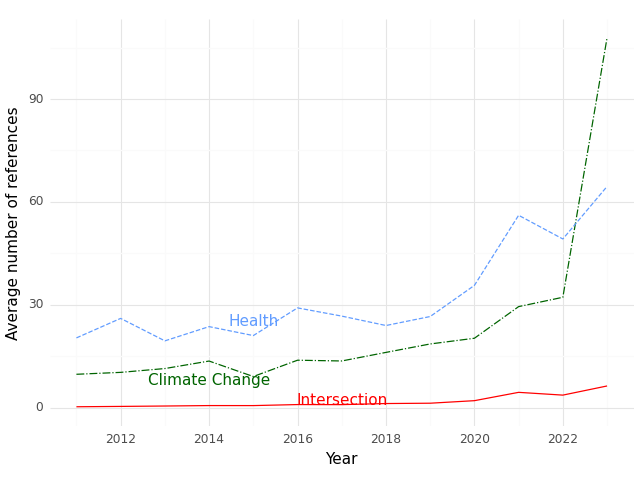 Average number of references
90
60
30
0
Health
Climate Change
Intersection
2012 2014 2016 2018 2020 2022
Year